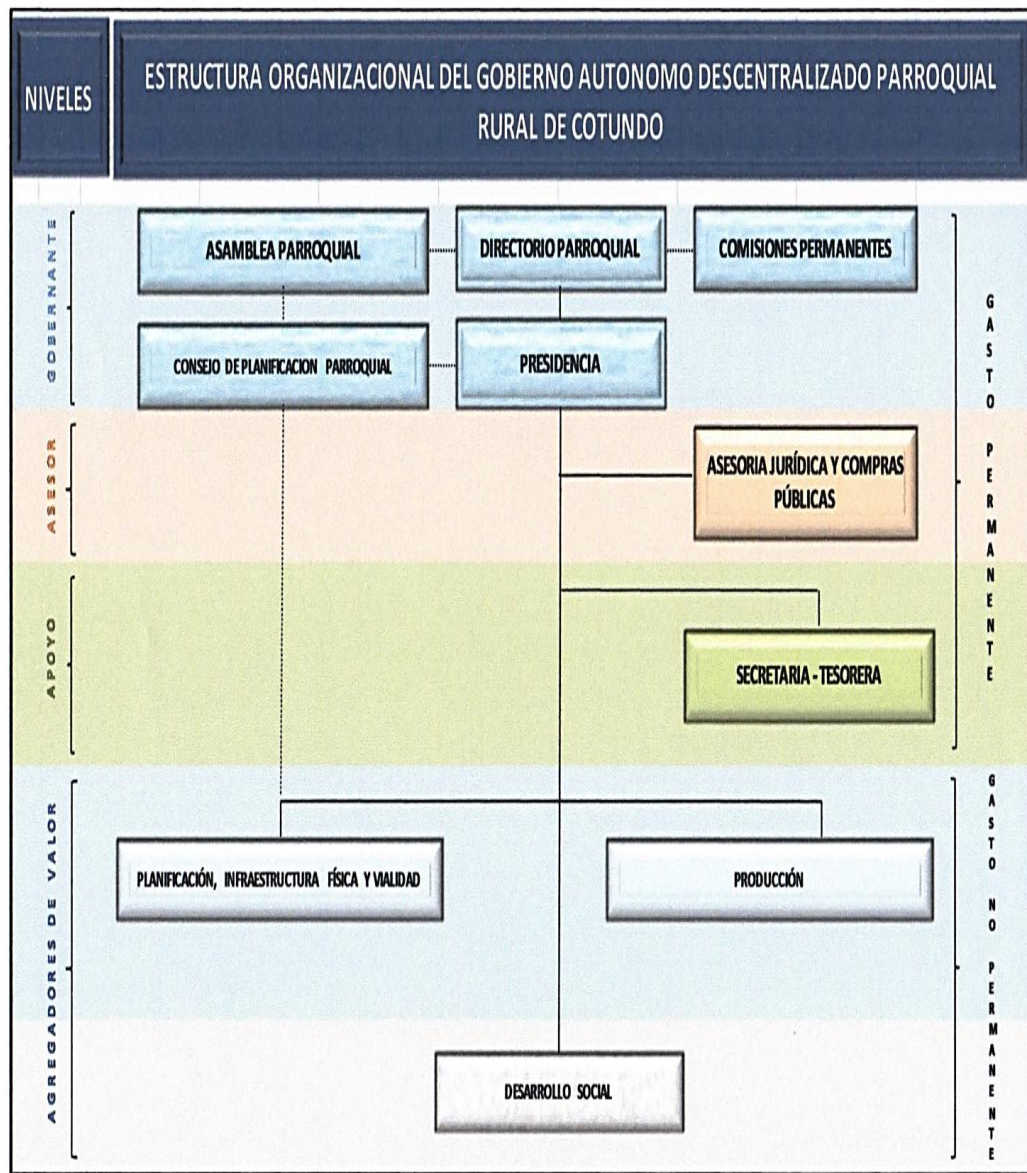 NIVELES
ESTRUCTURA ORGANIZACIONAL DEL GOBIERNO AUTONOMO DESCENTRALIZADO PARROQUIAL
RURAL DE COTUNDO
GOBERNANTE
ASAMBLEA PARROQUIAL
DIRECTORIO PARROQUIAL
COMISIONES PERMANENTES
CONSEJO DE PLANIFICACION PARROQUIAL
PRESIDENCIA
GASTO PERMANENTE
ASESOR
ASESORIA JURÍDICA Y COMPRAS
PÚBLICAS
APOYO
SECRETARIA - TESORERA
AGREGADORES DE VALOR
PLANIFICACIÓN, INFRAESTRUCTURA FÍSICA Y VIALIDAD
PRODUCCIÓN
GASTO NO PERMANENTE
DESARROLLO SOCIAL